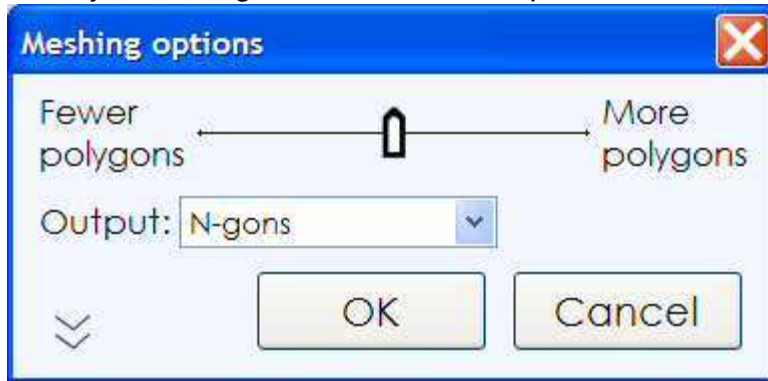 Meshing options
Fewer polygons
More polygons
Output: N-gons
OK
Cancel